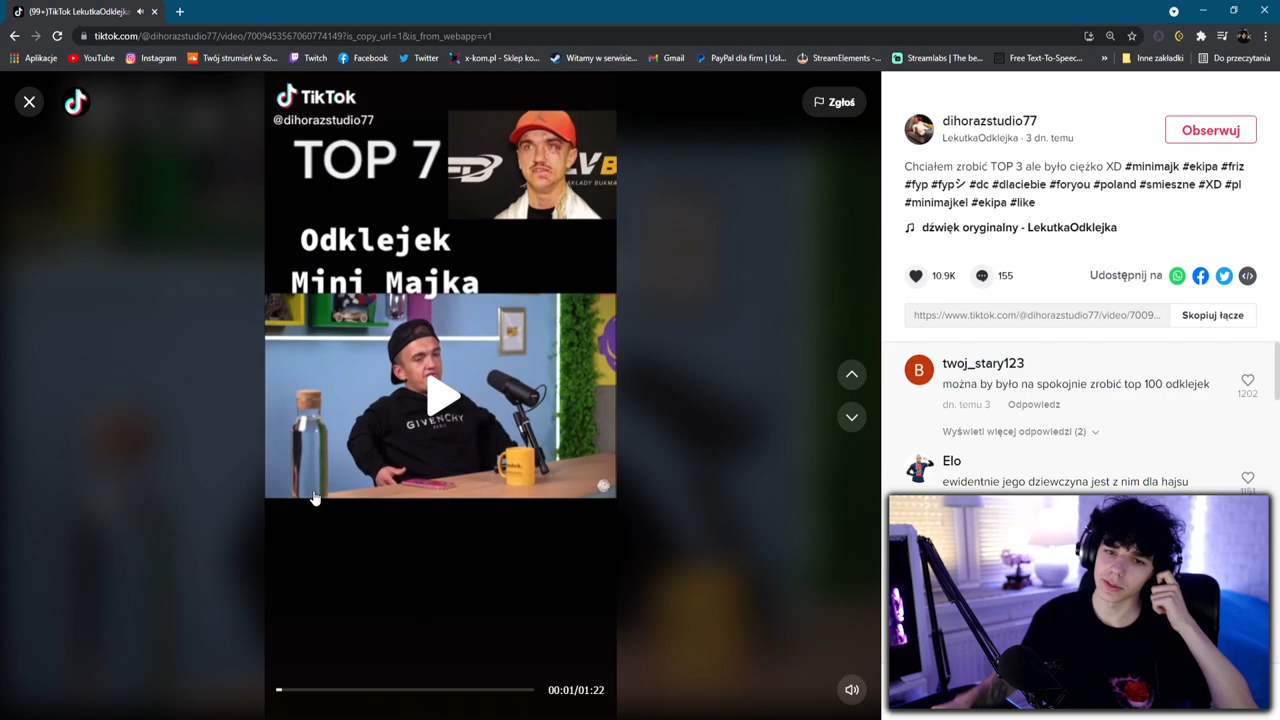 (99+)TikTok LekutkaOdklejka
tiktok.com/@dihorazstudio77/video/7009453567060774149?is_copy_url=1&is_from_webapp=v1
Aplikacje
YouTube
Instagram
Twój strumień w So...
Twitch
Facebook
Twitter
x-kom.pl - Sklep ko...
Witamy w serwisie...
Gmail
PayPal dla firm | Usł...
StreamElements -...
Streamlabs | The be...
Free Text-To-Speec...
»
Inne zakładki
Do przeczytania
TikTok
@dihorazstudio77
TOP 7
Odklejek
Mini Majka
GIVENCHY
PARIS
00:01/01:22
Zgłoś
dihorazstudio77
LekutkaOdklejka · 3 dn. temu
Obserwuj
Chciałem zrobić TOP 3 ale było ciężko XD #minimajk #ekipa #friz
#fyp #fypシ #dc #dlaciebie #foryou #poland #smieszne #XD #pl
#minimajkel #ekipa #like
dźwięk oryginalny - LekutkaOdklejka
10.9K
155
Udostępnij na
https://www.tiktok.com/@dihorazstudio77/video/7009...
Skopiuj łącze
B
twoj_stary123
można by było na spokojnie zrobić top 100 odklejek
1202
dn. temu 3
Odpowiedz
Wyświetl więcej odpowiedzi (2)
Elo
ewidentnie jego dziewczyna jest z nim dla hajsu